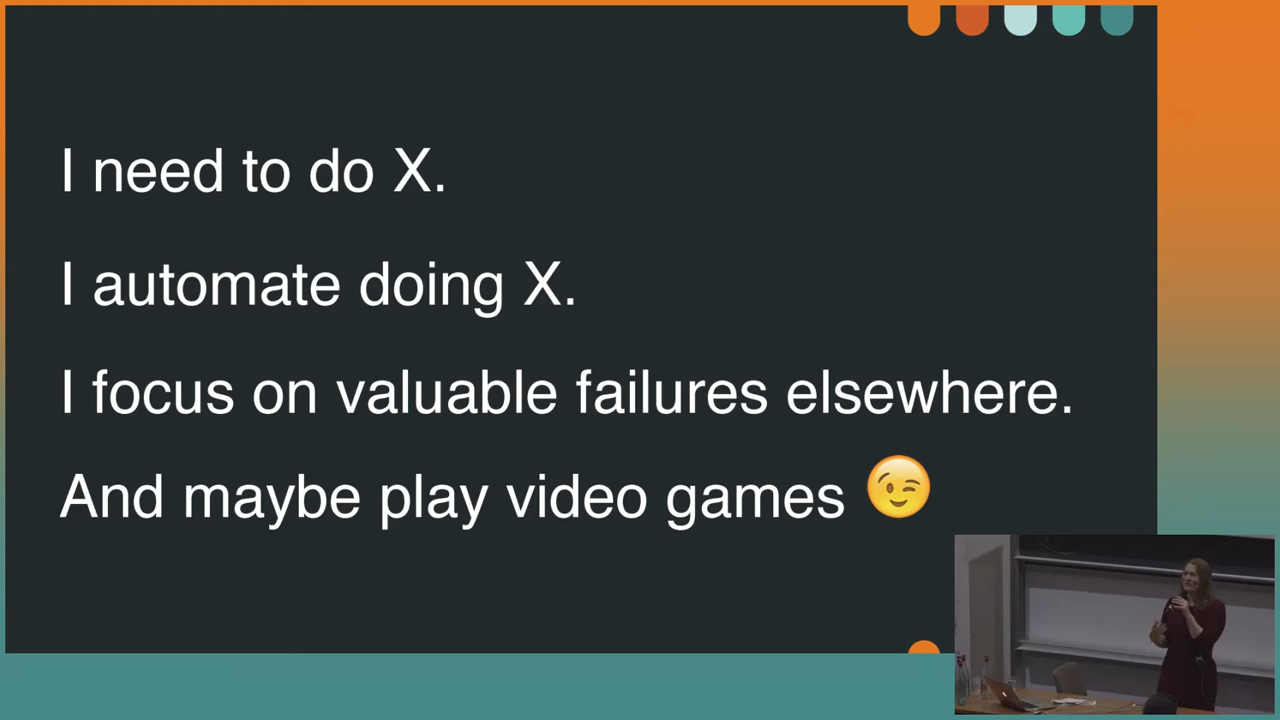 I need to do X.
I automate doing X.
I focus on valuable failures elsewhere.
And maybe play video games 😉